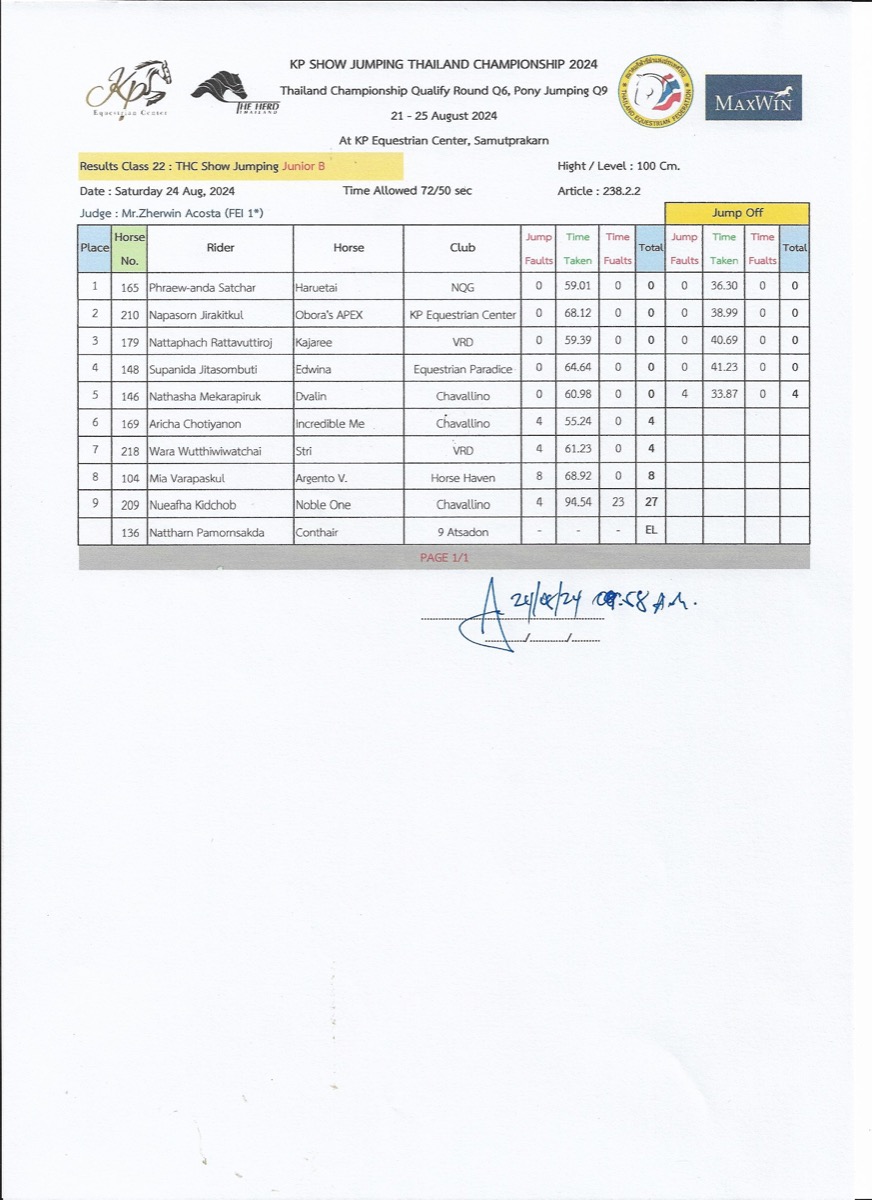 KP SHOW JUMPING THAILAND CHAMPIONSHIP 2024
Thailand Championship Qualify Round Q6, Pony Jumping Q9
21 - 25 August 2024
At KP Equestrian Center, Samutprakarn
Kp
Equestrian Center
THE HERD
THAILAND
THAILAND EQUESTRIAN FEDERATION
MAXWIN
Results Class 22 : THC Show Jumping Junior B Hight / Level : 100 Cm.
Date : Saturday 24 Aug, 2024 Time Allowed 72/50 sec Article : 238.2.2
Judge : Mr.Zherwin Acosta (FEI 1*) Jump Off
Place Horse No. Rider Horse Club Jump Faults Time Taken Time Fualts Total Jump Faults Time Taken Time Fualts Total
1 165 Phraew-anda Satchar Haruetai NQG 0 59.01 0 0 0 36.30 0 0
2 210 Napasorn Jirakitkul Obora's APEX KP Equestrian Center 0 68.12 0 0 0 38.99 0 0
3 179 Nattaphach Rattavuttiroj Kajaree VRD 0 59.39 0 0 0 40.69 0 0
4 148 Supanida Jitasombuti Edwina Equestrian Paradice 0 64.64 0 0 0 41.23 0 0
5 146 Nathasha Mekarapiruk Dvalin Chavallino 0 60.98 0 0 4 33.87 0 4
6 169 Aricha Chotiyanon Incredible Me Chavallino 4 55.24 0 4
7 218 Wara Wutthiwiwatchai Stri VRD 4 61.23 0 4
8 104 Mia Varapaskul Argento V. Horse Haven 8 68.92 0 8
9 209 Nueafha Kidchob Noble One Chavallino 4 94.54 23 27
136 Nattharn Pamornsakda Conthair 9 Atsadon - - - EL
PAGE 1/1